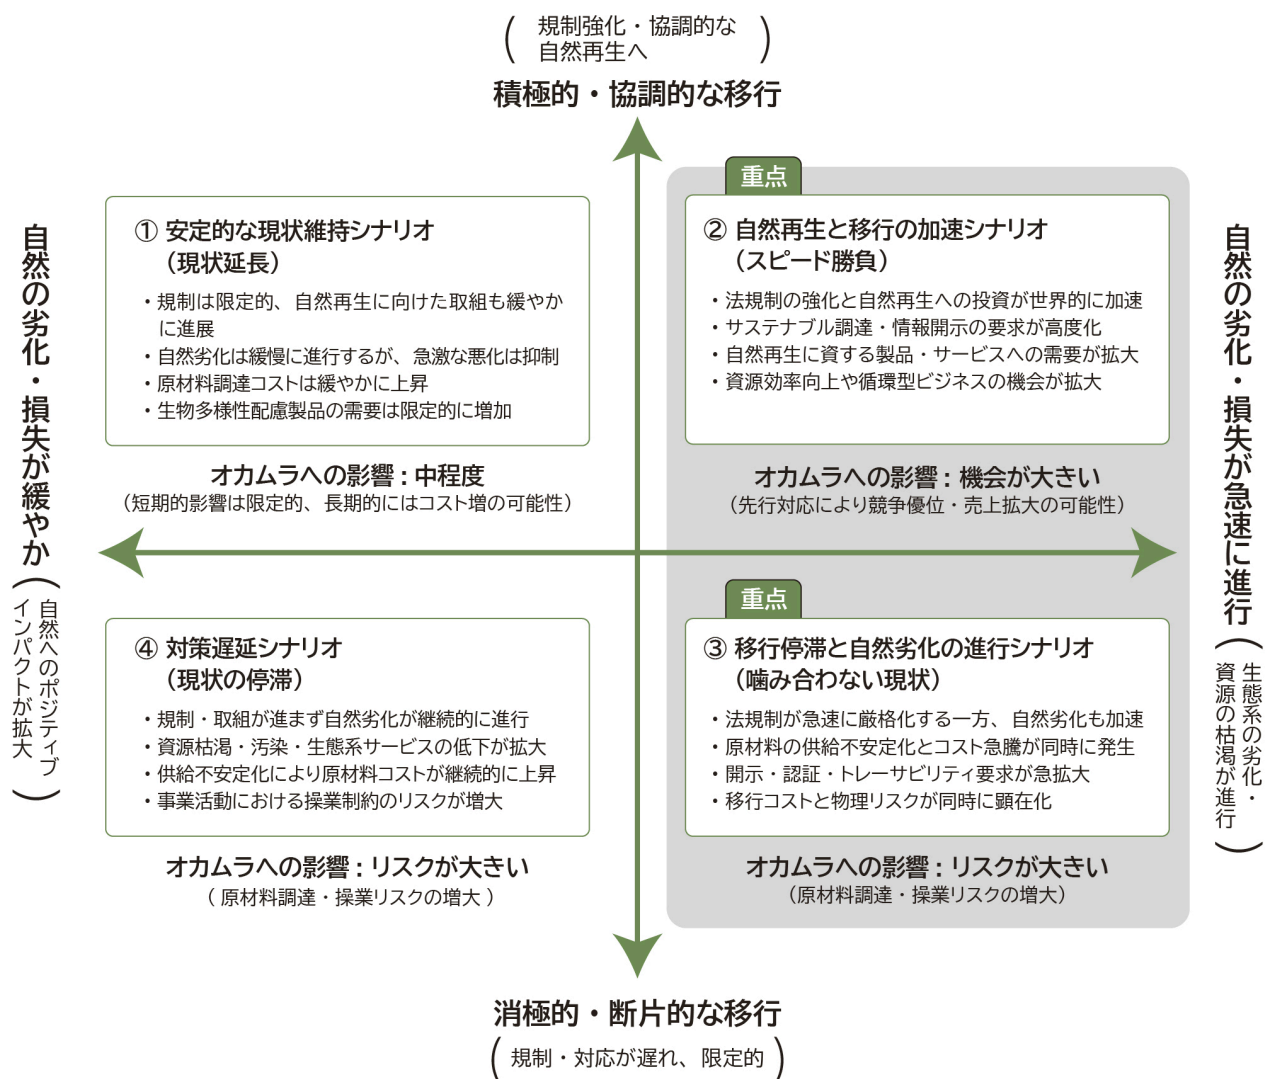 規制強化・協調的な
自然再生へ
積極的・協調的な移行
自然の劣化・損失が緩やか
自然へのポジティブ
インパクトが拡大
① 安定的な現状維持シナリオ
（現状延長）
・規制は限定的、自然再生に向けた取組も緩やか
に進展
・自然劣化は緩慢に進行するが、急激な悪化は抑制
・原材料調達コストは緩やかに上昇
・生物多様性配慮製品の需要は限定的に増加
オカムラへの影響：中程度
（短期的影響は限定的、長期的にはコスト増の可能性）
重点
② 自然再生と移行の加速シナリオ
（スピード勝負）
・法規制の強化と自然再生への投資が世界的に加速
・サステナブル調達・情報開示の要求が高度化
・自然再生に資する製品・サービスへの需要が拡大
・資源効率向上や循環型ビジネスの機会が拡大
オカムラへの影響：機会が大きい
（先行対応により競争優位・売上拡大の可能性）
自然の劣化・損失が急速に進行
生態系の劣化・
資源の枯渇が進行
④ 対策遅延シナリオ
（現状の停滞）
・規制・取組が進まず自然劣化が継続的に進行
・資源枯渇・汚染・生態系サービスの低下が拡大
・供給不安定化により原材料コストが継続的に上昇
・事業活動における操業制約のリスクが増大
オカムラへの影響：リスクが大きい
（原材料調達・操業リスクの増大）
重点
③ 移行停滞と自然劣化の進行シナリオ
（噛み合わない現状）
・法規制が急速に厳格化する一方、自然劣化も加速
・原材料の供給不安定化とコスト急騰が同時に発生
・開示・認証・トレーサビリティ要求が急拡大
・移行コストと物理リスクが同時に顕在化
オカムラへの影響：リスクが大きい
（原材料調達・操業リスクの増大）
消極的・断片的な移行
（規制・対応が遅れ、限定的）